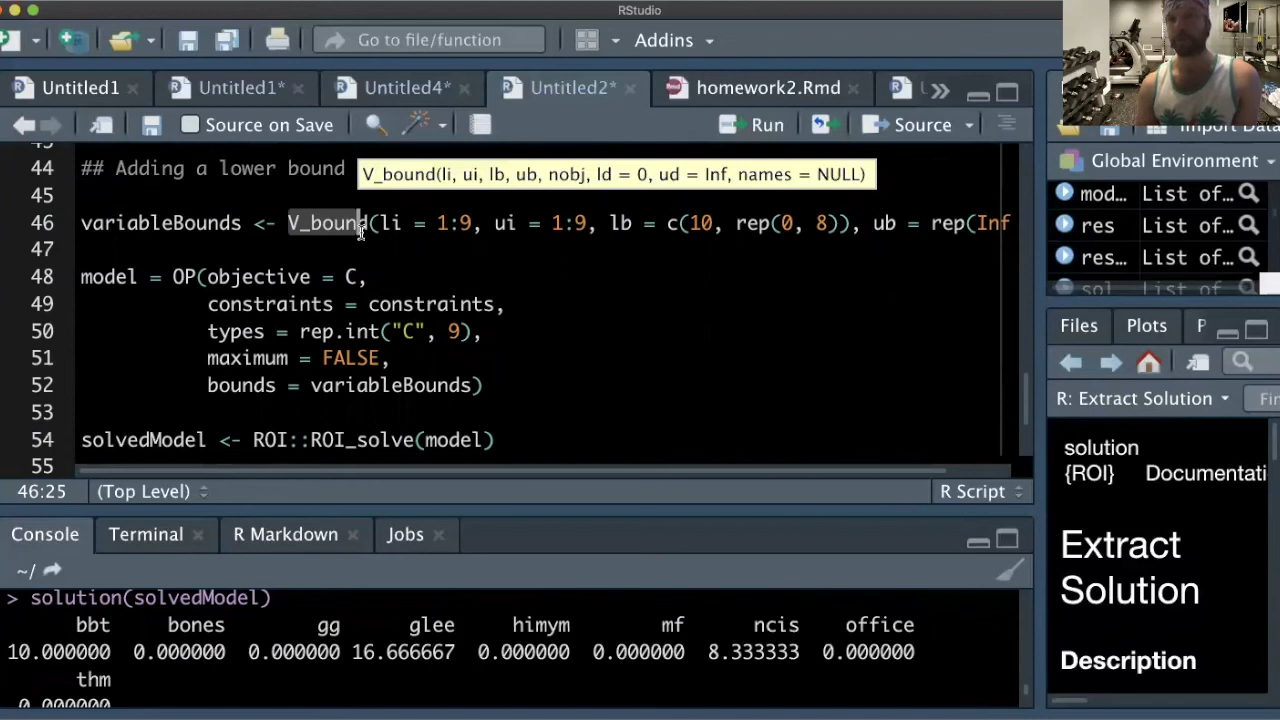 RStudio
Go to file/function
Addins
Untitled1
Untitled1*
Untitled4*
Untitled2*
homework2.Rmd
Source on Save
Run
Source
Import Data
Global Environment
44 ## Adding a lower bound
V_bound(li, ui, lb, ub, nobj, ld = 0, ud = Inf, names = NULL)
45
46 variableBounds <- V_bound(li = 1:9, ui = 1:9, lb = c(10, rep(0, 8)), ub = rep(Inf
47
48 model = OP(objective = C,
49 constraints = constraints,
50 types = rep.int("C", 9),
51 maximum = FALSE,
52 bounds = variableBounds)
53
54 solvedModel <- ROI::ROI_solve(model)
55
46:25
(Top Level)
R Script
mod… List of…
res List of…
res… List of…
sol List of
Files
Plots
P
R: Extract Solution
Fin
solution
{ROI}
Documentati
Extract
Solution
Description
Console
Terminal
R Markdown
Jobs
~/
> solution(solvedModel)
bbt bones gg glee himym mf ncis office
10.000000 0.000000 0.000000 16.666667 0.000000 0.000000 8.333333 0.000000
thm
0.000000